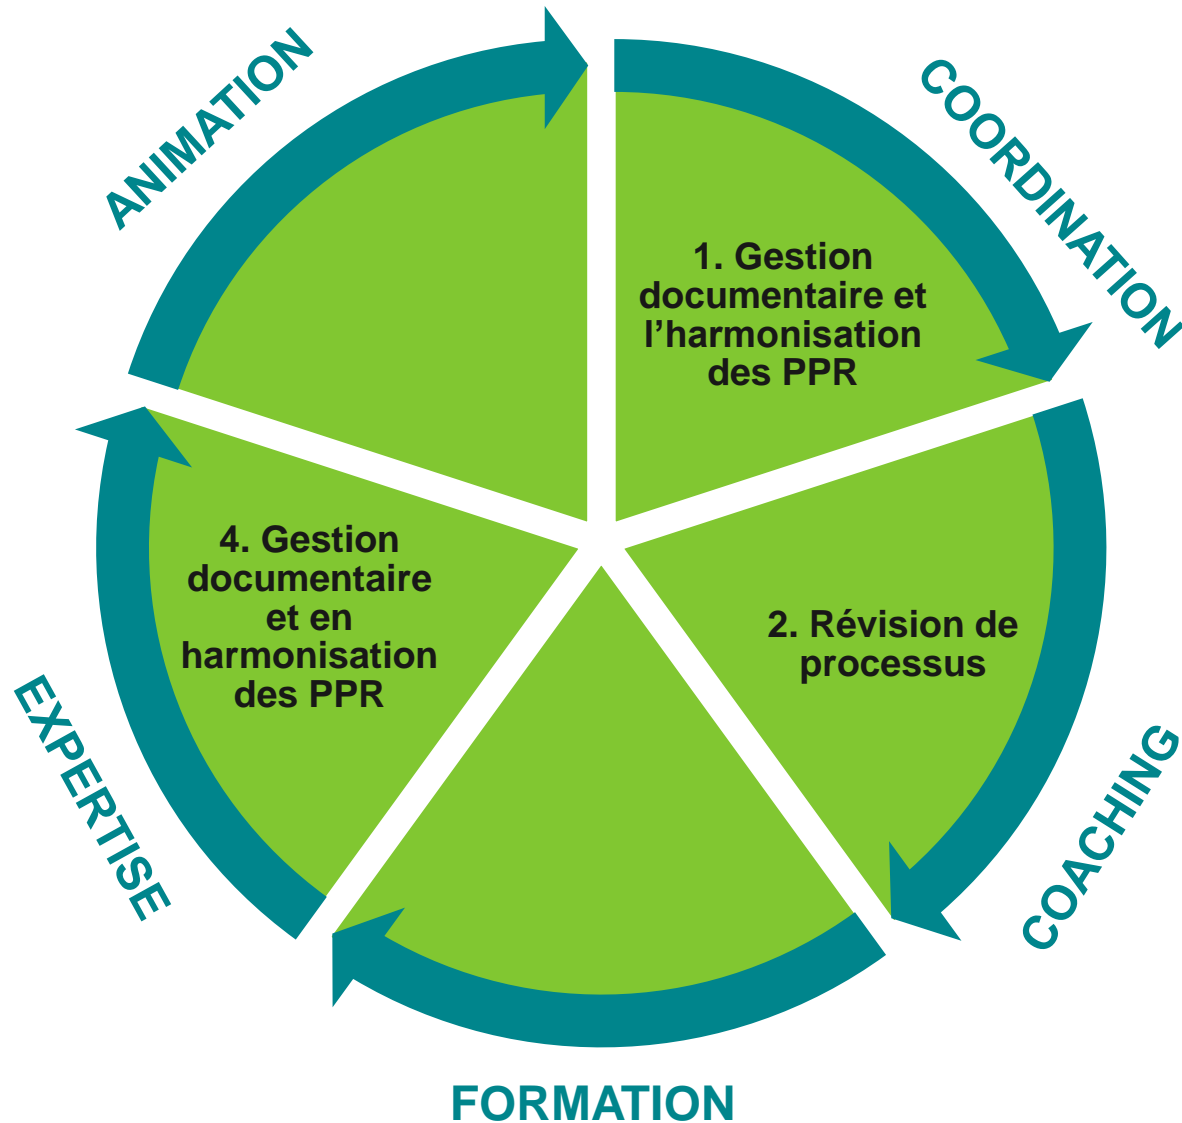 ANIMATION
COORDINATION
1. Gestion
documentaire et
l’harmonisation
des PPR
2. Révision de
processus
COACHING
FORMATION
4. Gestion
documentaire
et en
harmonisation
des PPR
EXPERTISE